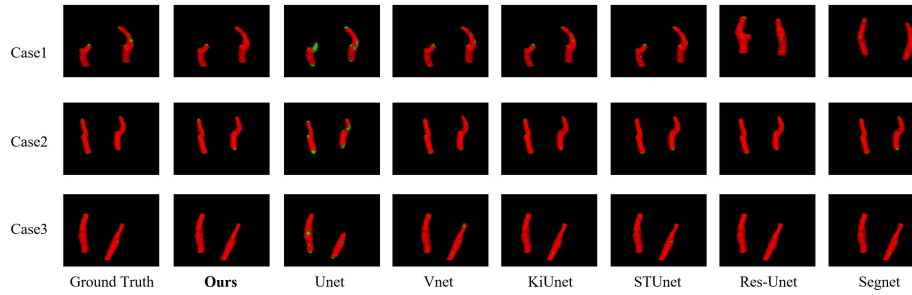 Case1
Case2
Case3
Ground Truth Ours Unet Vnet KiUnet STUnet Res-Unet Segnet